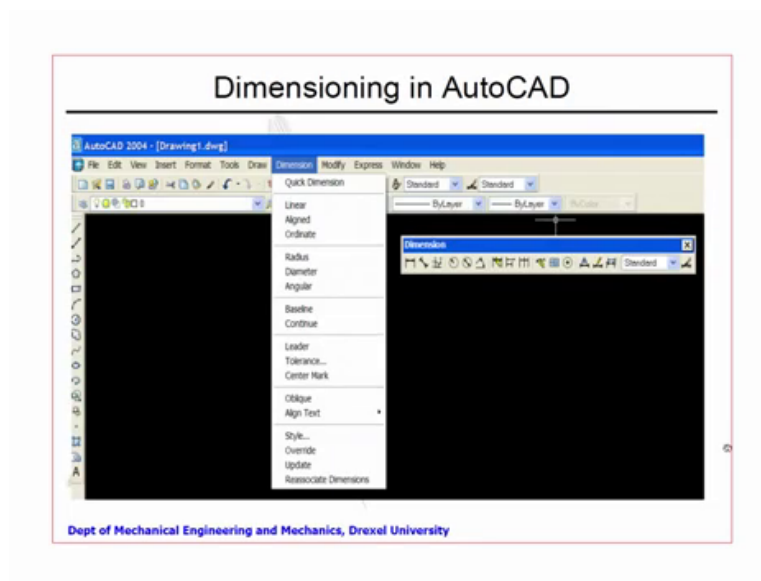 Dimensioning in AutoCAD
AutoCAD 2004 - [Drawing1.dwg]
File Edit View Insert Format Tools Draw Dimension Modify Express Window Help
Standard Standard
0 ByLayer ByLayer ByColor
Quick Dimension
Linear
Aligned
Ordinate
Radius
Diameter
Angular
Baseline
Continue
Leader
Tolerance...
Center Mark
Oblique
Align Text
Style...
Override
Update
Reassociate Dimensions
Dimension
Standard
A
Dept of Mechanical Engineering and Mechanics, Drexel University